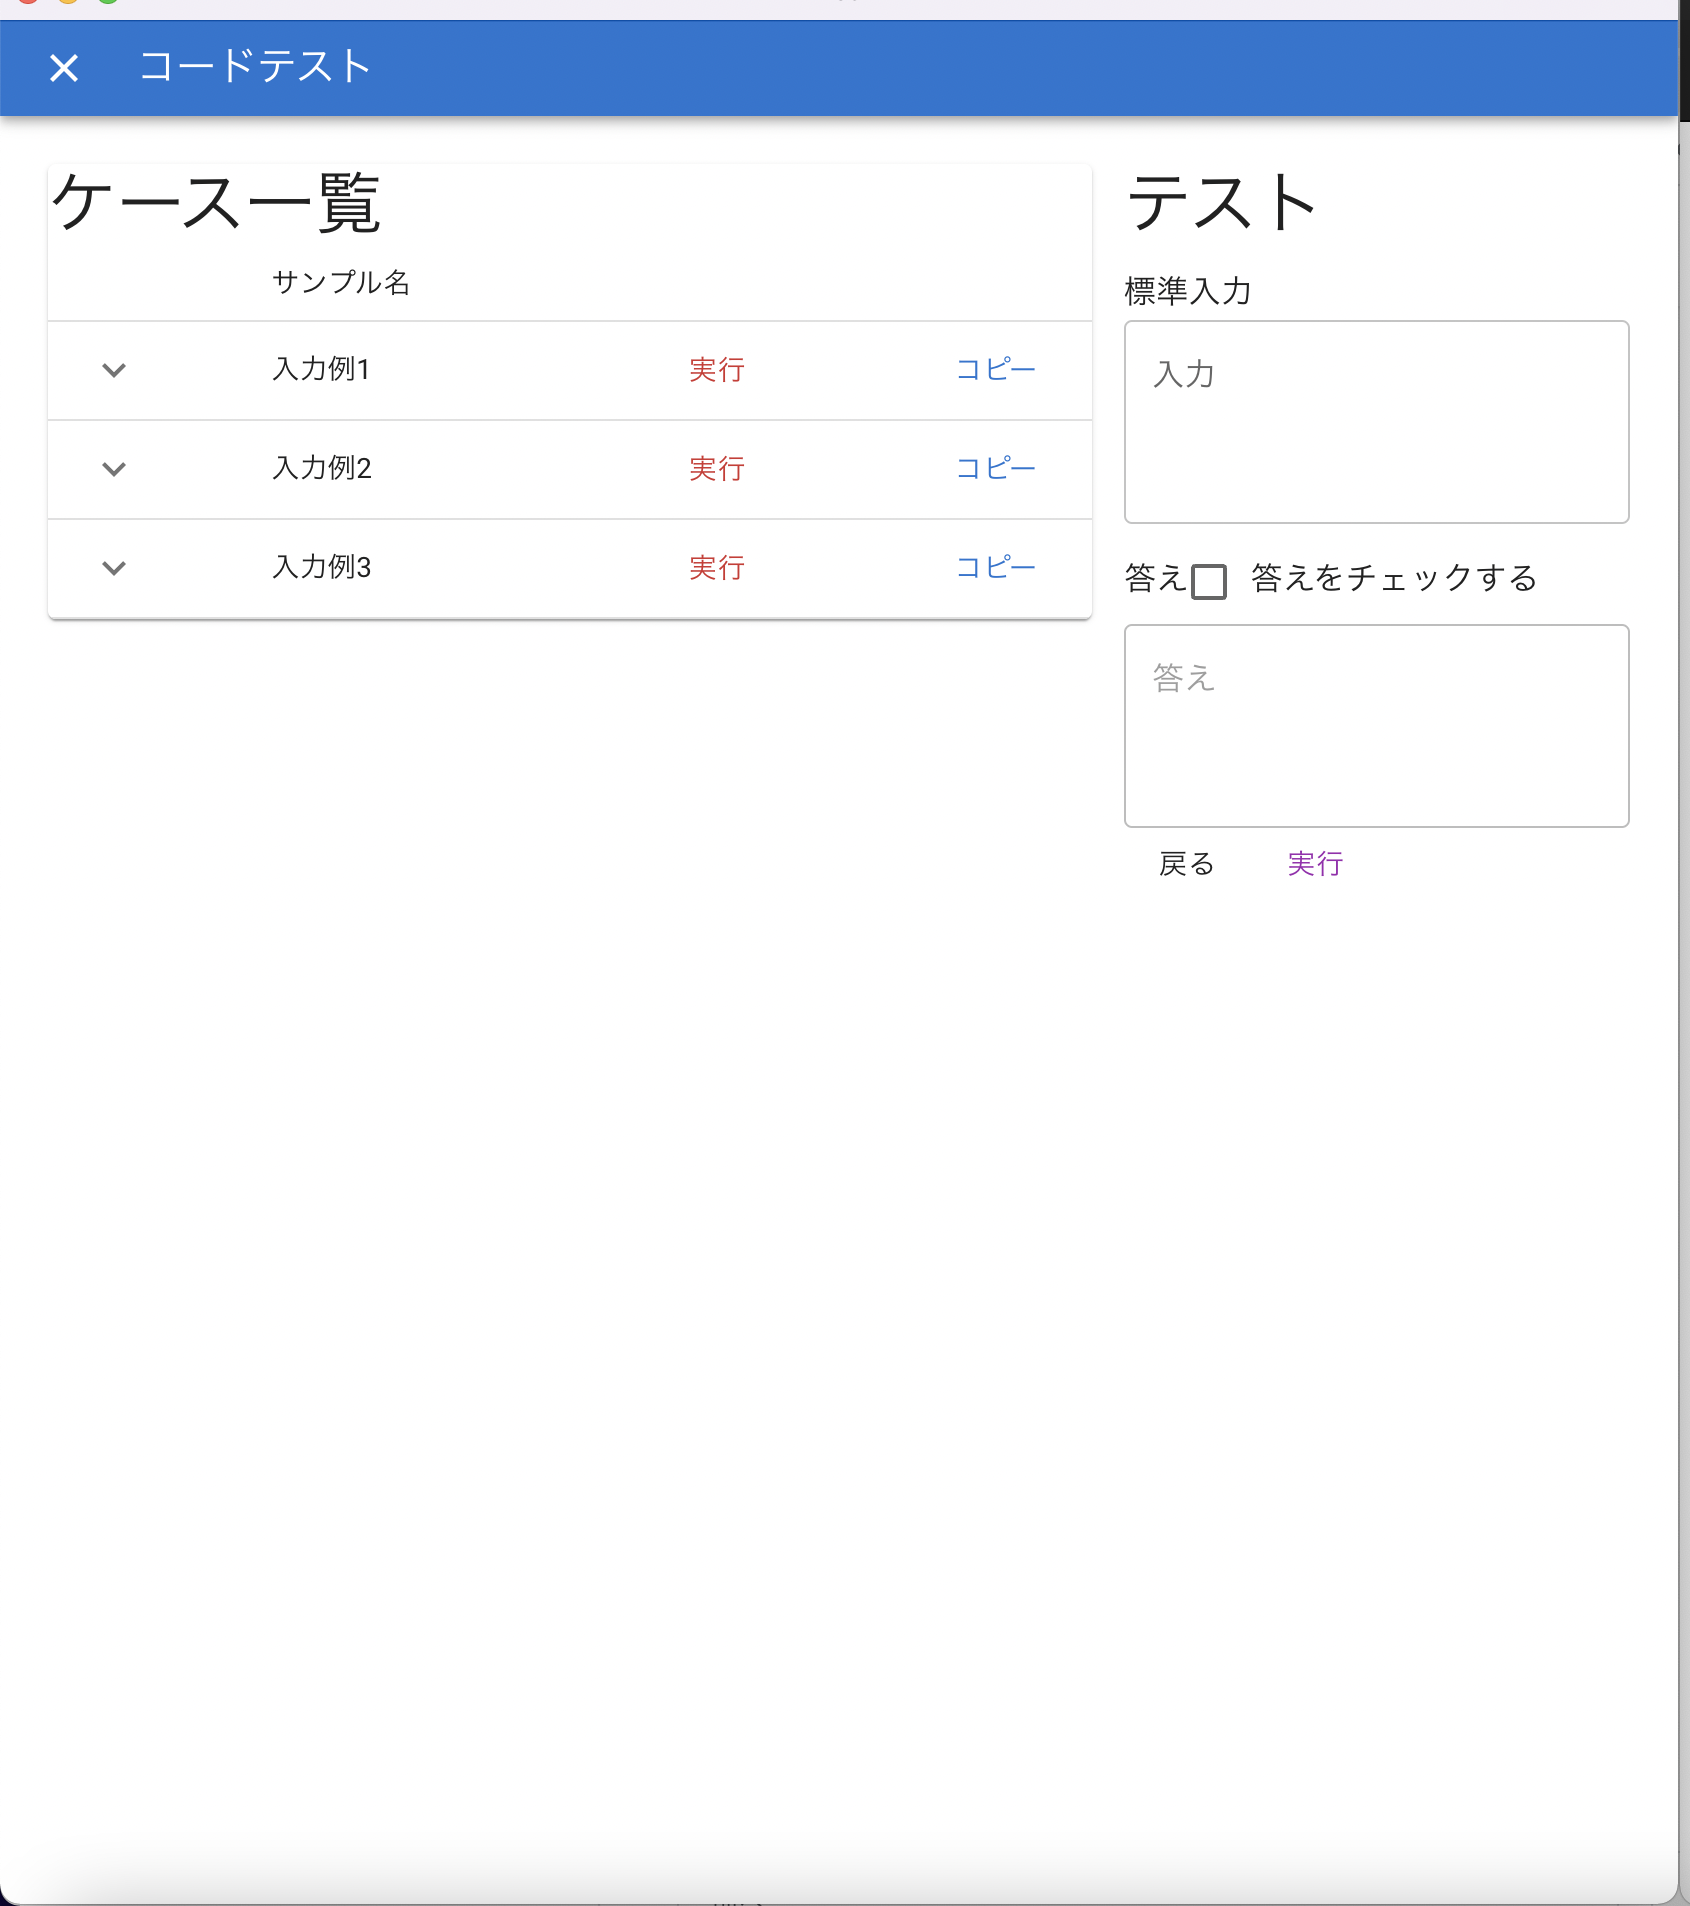 コードテスト
ケース一覧
サンプル名
入力例1 実行 コピー
入力例2 実行 コピー
入力例3 実行 コピー
テスト
標準入力
入力
答え 答えをチェックする
答え
戻る 実行